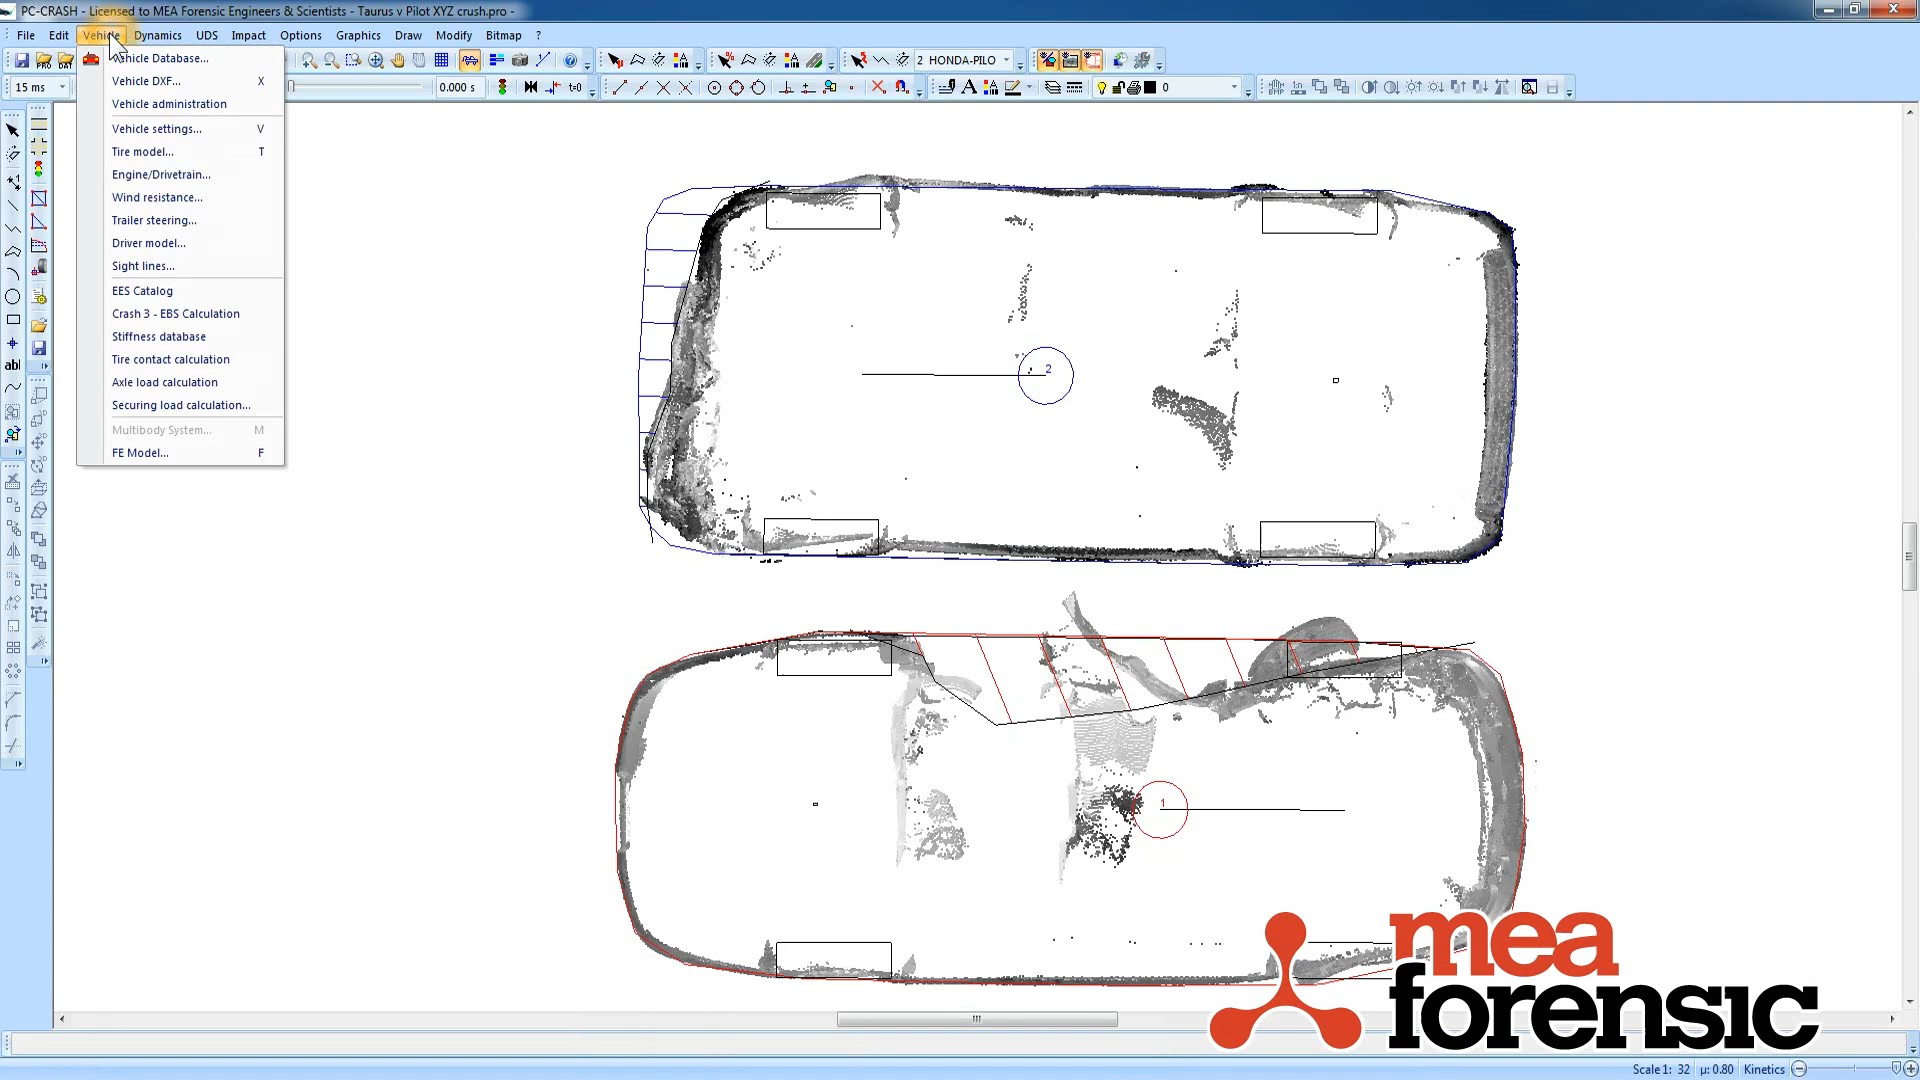 PC-CRASH - Licensed to MEA Forensic Engineers & Scientists - Taurus v Pilot XYZ crush.pro -
File Edit Vehicle Dynamics UDS Impact Options Graphics Draw Modify Bitmap ?
PRO DAT 2 HONDA-PILO
15 ms 0.000 s t=0 A 0
Vehicle Database...
Vehicle DXF... X
Vehicle administration
Vehicle settings... V
Tire model... T
Engine/Drivetrain...
Wind resistance...
Trailer steering...
Driver model...
Sight lines...
EES Catalog
Crash 3 - EBS Calculation
Stiffness database
Tire contact calculation
Axle load calculation
Securing load calculation...
Multibody System... M
FE Model... F
abl
2
1
mea
forensic
Scale 1: 32 µ: 0.80 Kinetics